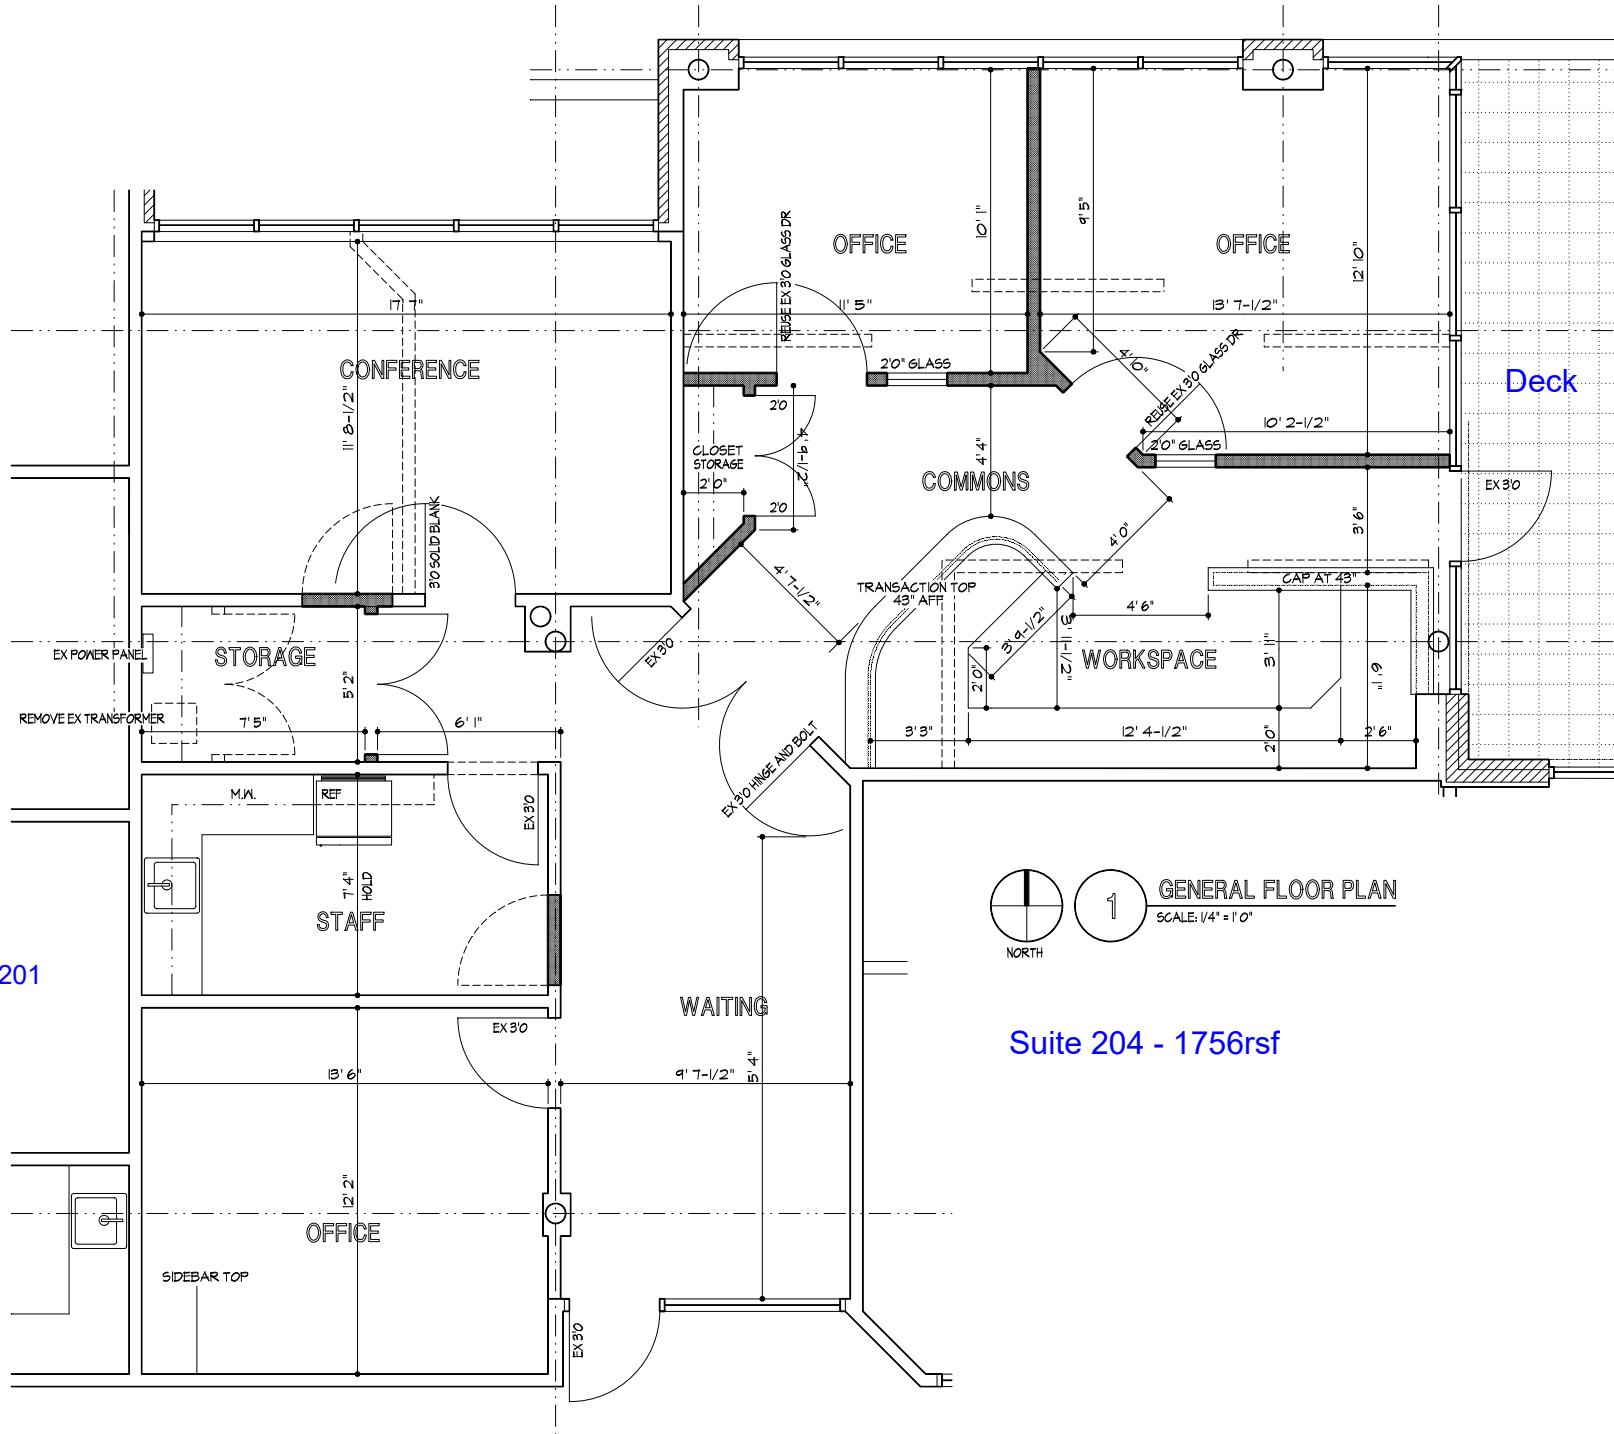 REUSE EX 3'0 GLASS DR
10' 1"
9' 5"
OFFICE
OFFICE
12' 10"
17' 7"
11' 5"
13' 7-1/2"
CONFERENCE
2'0" GLASS
4'10"
REUSE EX 3'0 GLASS DR
Deck
11' 8-1/2"
2'0
4' 6-1/2"
10' 2-1/2"
2'0" GLASS
CLOSET
STORAGE
4' 4"
COMMONS
2' 0"
2'0
EX 3'0
3'0 SOLID BLANK
3' 6"
4' 0"
4' 7-1/2"
TRANSACTION TOP
43" AFF
CAP AT 43"
4' 6"
3' 9-1/2"
3' 11-1/2"
EX POWER PANEL
STORAGE
EX 3'0
WORKSPACE
3' 11"
6' 1"
5' 2"
2' 0"
REMOVE EX TRANSFORMER
7' 5"
6' 1"
3' 3"
12' 4-1/2"
2' 0"
2' 6"
EX 3'0 HINGE AND BOLT
M.W.
REF
EX 3'0
7' 4"
HOLD
STAFF
1
GENERAL FLOOR PLAN
SCALE: 1/4" = 1' 0"
NORTH
201
WAITING
EX 3'0
Suite 204 - 1756rsf
13' 6"
9' 7-1/2"
5' 4"
12' 2"
OFFICE
SIDEBAR TOP
EX 3'0